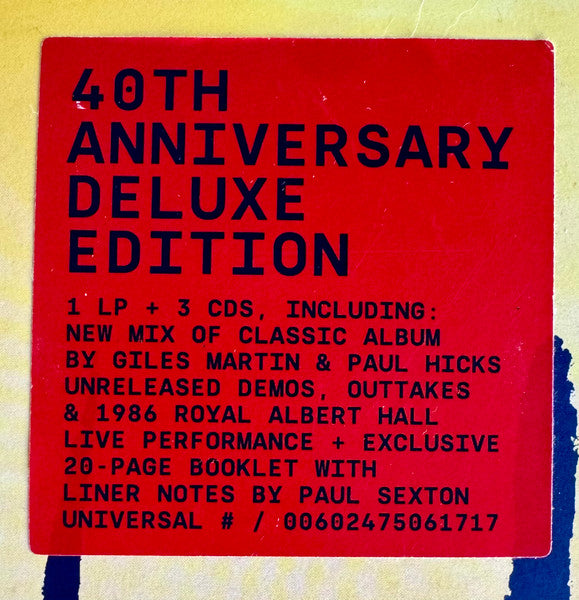 40TH
ANNIVERSARY
DELUXE
EDITION
1 LP + 3 CDS, INCLUDING:
NEW MIX OF CLASSIC ALBUM
BY GILES MARTIN & PAUL HICKS
UNRELEASED DEMOS, OUTTAKES
& 1986 ROYAL ALBERT HALL
LIVE PERFORMANCE + EXCLUSIVE
20-PAGE BOOKLET WITH
LINER NOTES BY PAUL SEXTON
UNIVERSAL # / 00602475061717